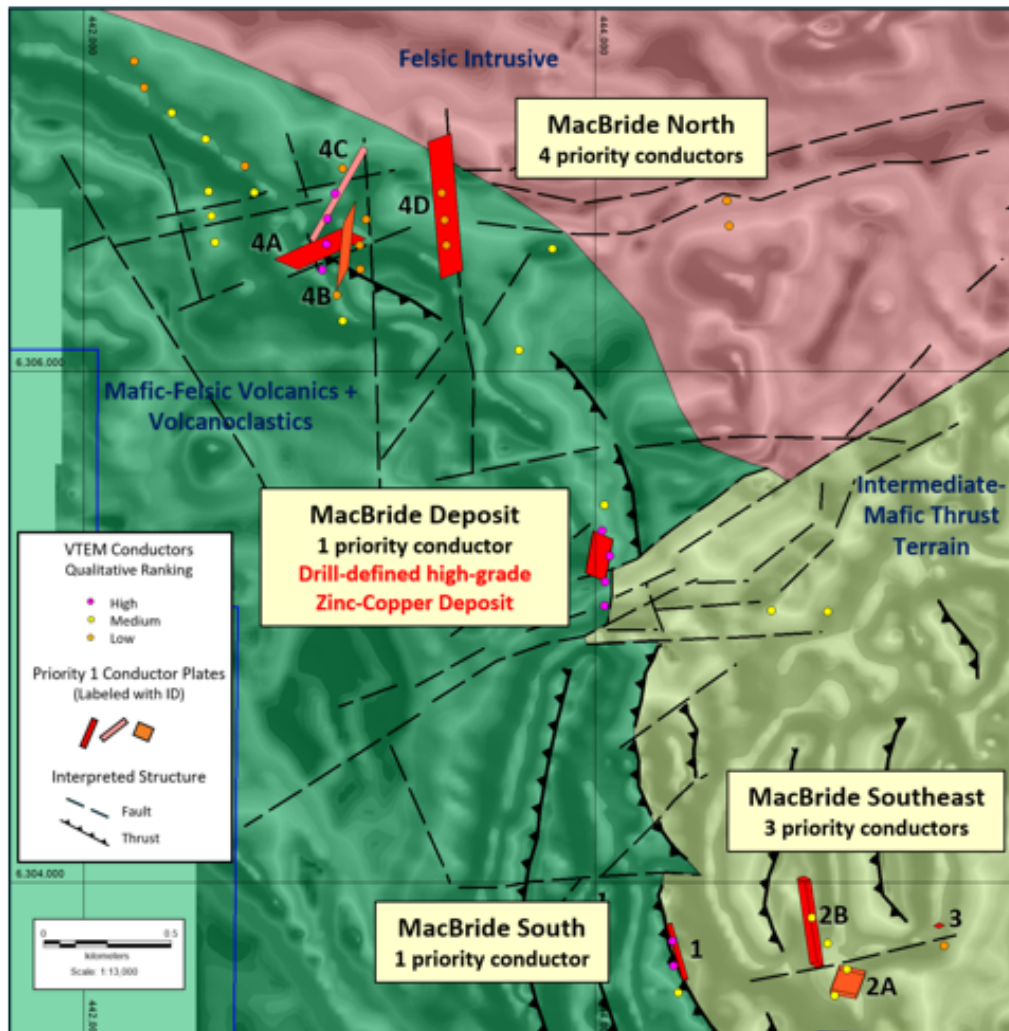 442,000
444,000
Felsic Intrusive
MacBride North
4 priority conductors
4C
4D
4A
4B
6,306,000
Mafic-Felsic Volcanics +
Volcanoclastics
Intermediate-
Mafic Thrust
Terrain
MacBride Deposit
1 priority conductor
Drill-defined high-grade
Zinc-Copper Deposit
VTEM Conductors
Qualitative Ranking
High
Medium
Low
Priority 1 Conductor Plates
(Labeled with ID)
Interpreted Structure
Fault
Thrust
MacBride Southeast
3 priority conductors
6,304,000
MacBride South
1 priority conductor
1
2B
3
2A
0 0.5
kilometers
Scale: 1:13,000